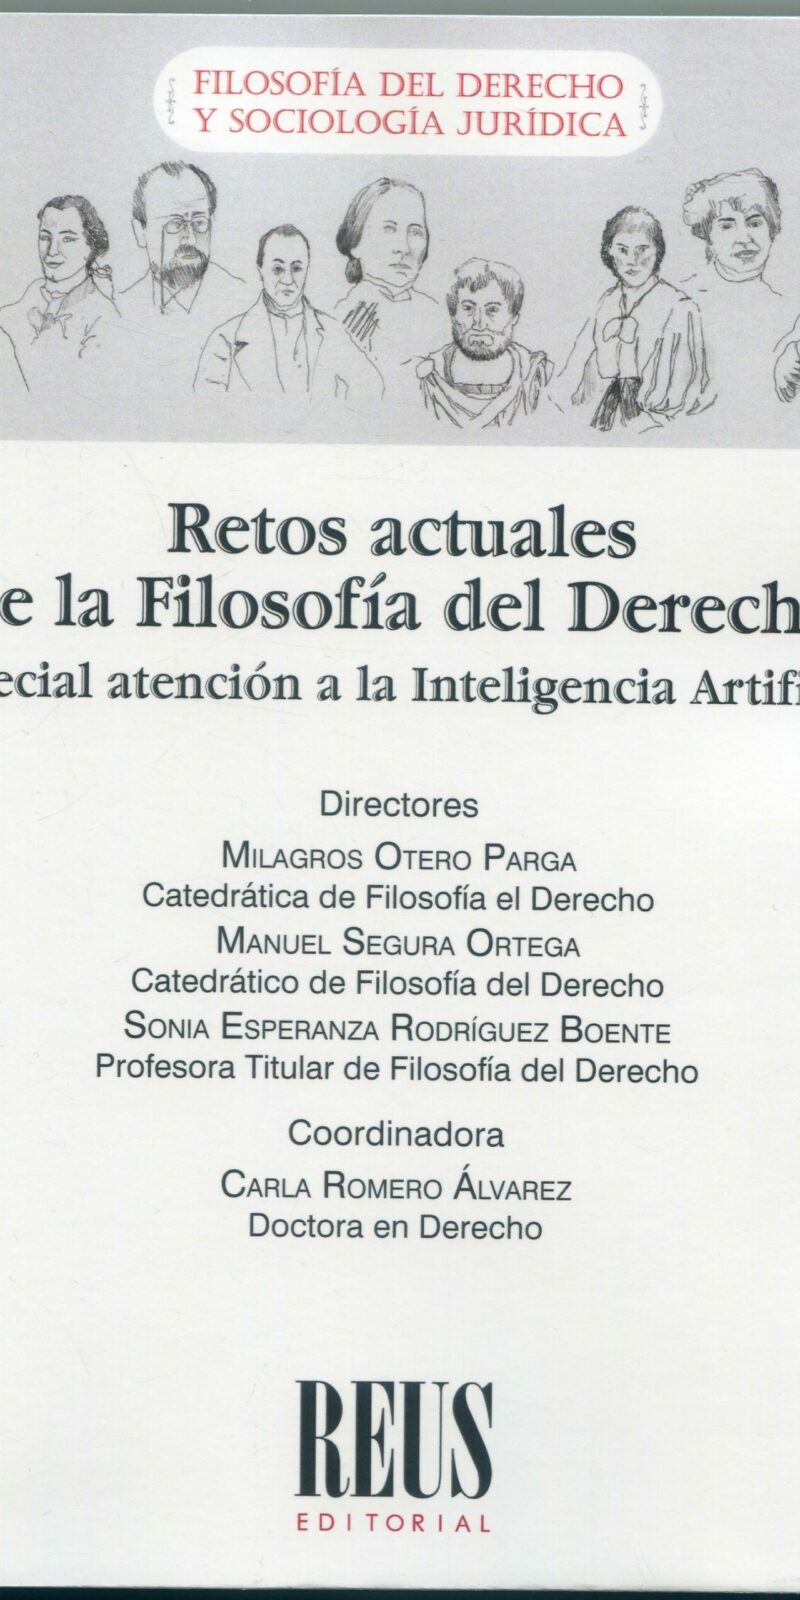 FILOSOFÍA DEL DERECHO
Y SOCIOLOGÍA JURÍDICA
Retos actuales
e la Filosofía del Derech
ecial atención a la Inteligencia Artifi
Directores
MILAGROS OTERO PARGA
Catedrática de Filosofía el Derecho
MANUEL SEGURA ORTEGA
Catedrático de Filosofía del Derecho
SONIA ESPERANZA RODRÍGUEZ BOENTE
Profesora Titular de Filosofía del Derecho
Coordinadora
CARLA ROMERO ÁLVAREZ
Doctora en Derecho
REUS
EDITORIAL